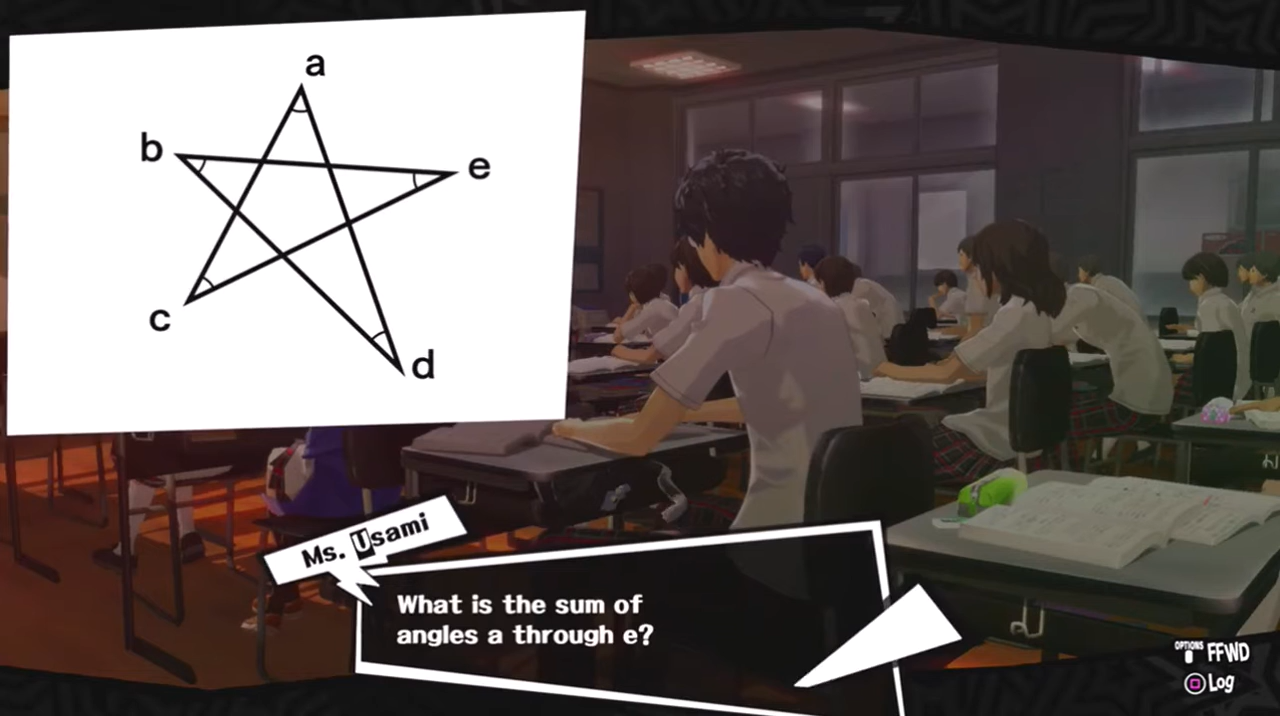 a
b
e
c
d
Ms. Usami
What is the sum of
angles a through e?
OPTIONS FFWD
Log